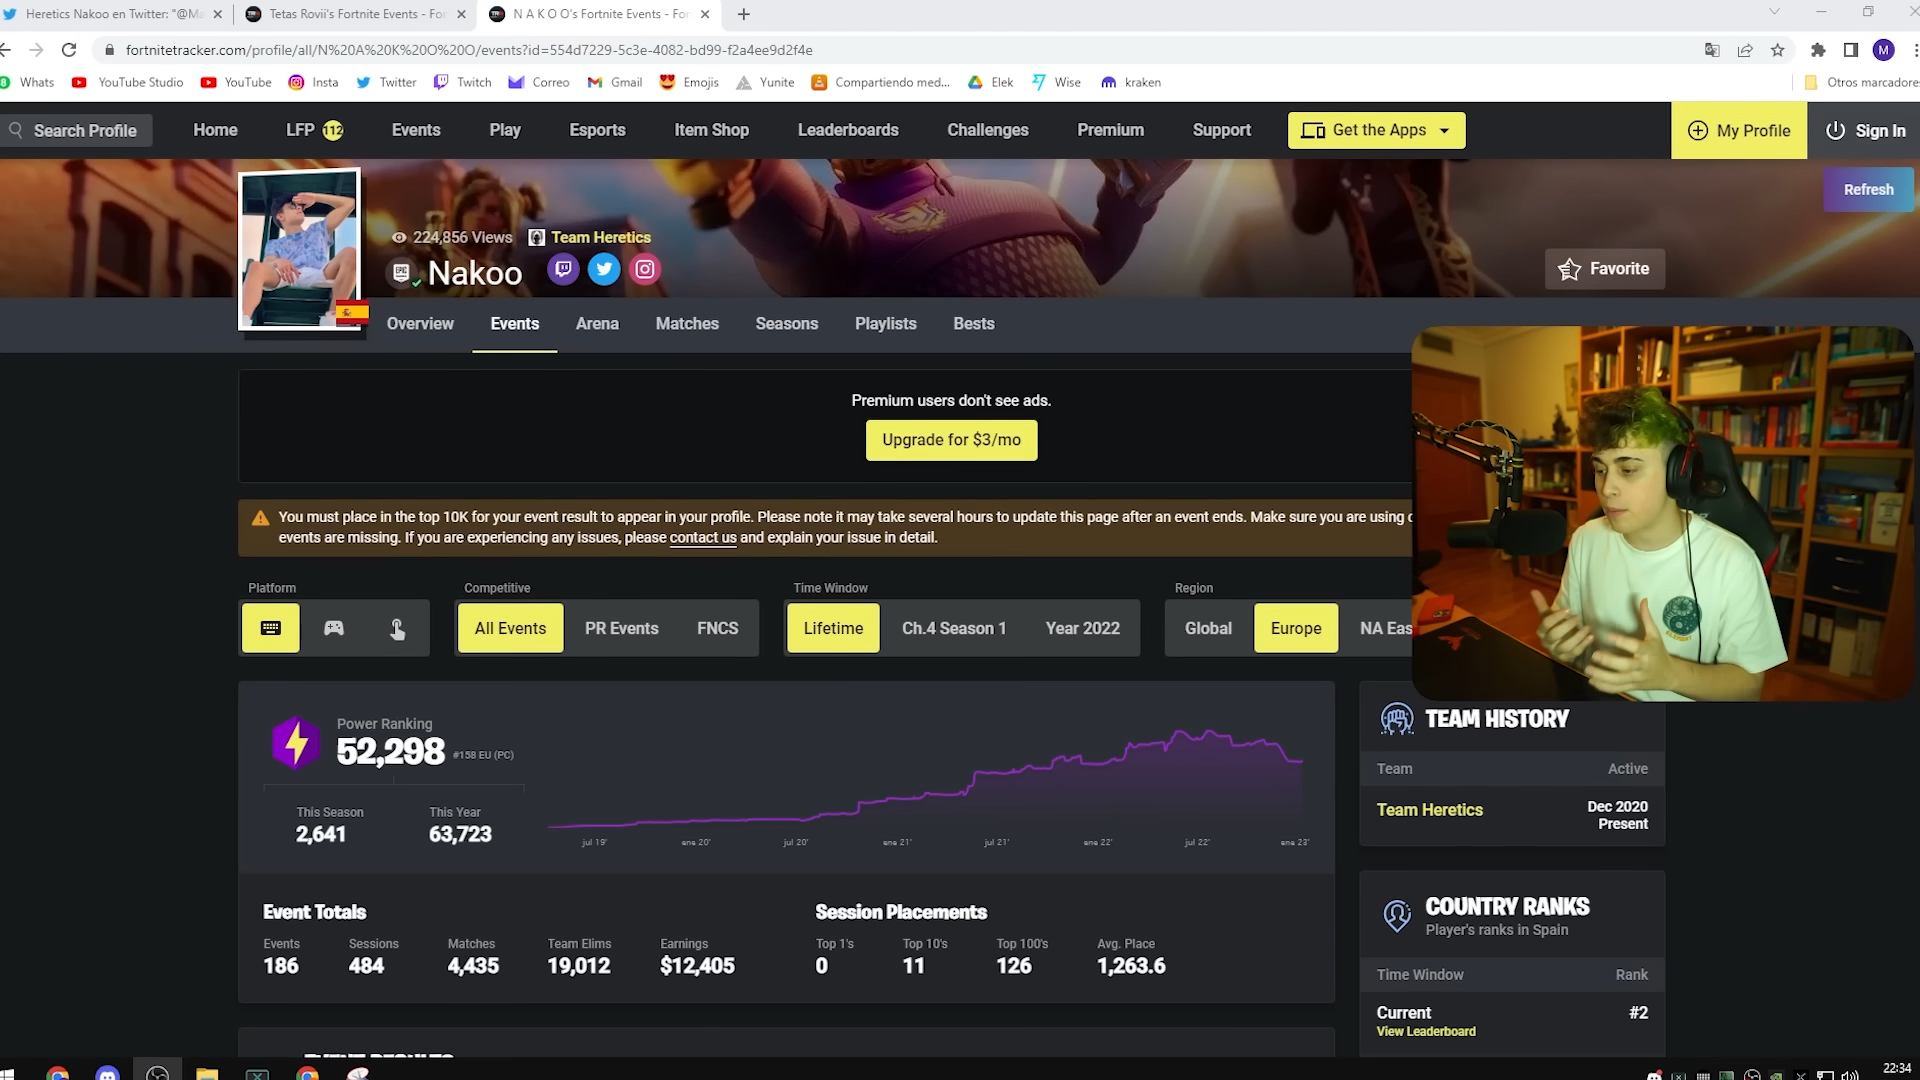 Heretics Nakoo en Twitter: "@Ma
Tetas Rovii's Fortnite Events - For
N A K O O's Fortnite Events - For
fortnitetracker.com/profile/all/N%20A%20K%20O%20O/events?id=554d7229-5c3e-4082-bd99-f2a4ee9d2f4e
M
Whats
YouTube Studio
YouTube
Insta
Twitter
Twitch
Correo
Gmail
Emojis
Yunite
Compartiendo med...
Elek
Wise
kraken
Otros marcadores
Search Profile
Home
LFP 112
Events
Play
Esports
Item Shop
Leaderboards
Challenges
Premium
Support
Get the Apps
My Profile
Sign In
Refresh
224,856 Views
Team Heretics
EPIC
Nakoo
Favorite
Overview
Events
Arena
Matches
Seasons
Playlists
Bests
Premium users don't see ads.
Upgrade for $3/mo
You must place in the top 10K for your event result to appear in your profile. Please note it may take several hours to update this page after an event ends. Make sure you are using
events are missing. If you are experiencing any issues, please contact us and explain your issue in detail.
Platform
Competitive
Time Window
Region
All Events
PR Events
FNCS
Lifetime
Ch.4 Season 1
Year 2022
Global
Europe
NA Eas
Power Ranking
52,298 #158 EU (PC)
This Season
2,641
This Year
63,723
jul 19'
ene 20'
jul 20'
ene 21'
jul 21'
ene 22'
jul 22'
ene 23'
TEAM HISTORY
Team
Active
Team Heretics
Dec 2020
Present
Event Totals
Events
186
Sessions
484
Matches
4,435
Team Elims
19,012
Earnings
$12,405
Session Placements
Top 1's
0
Top 10's
11
Top 100's
126
Avg. Place
1,263.6
COUNTRY RANKS
Player's ranks in Spain
Time Window
Rank
Current
#2
View Leaderboard
EVENT RESULTS
22:34